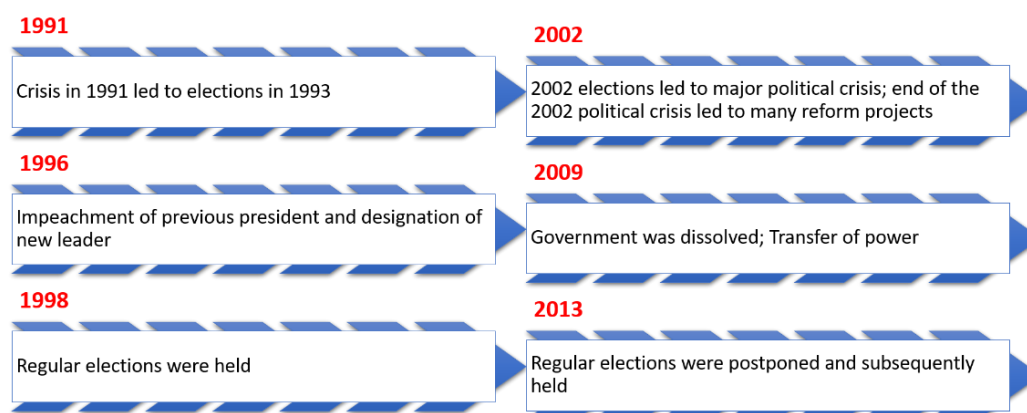 1991
Crisis in 1991 led to elections in 1993
1996
Impeachment of previous president and designation of
new leader
1998
Regular elections were held
2002
2002 elections led to major political crisis; end of the
2002 political crisis led to many reform projects
2009
Government was dissolved; Transfer of power
2013
Regular elections were postponed and subsequently
held